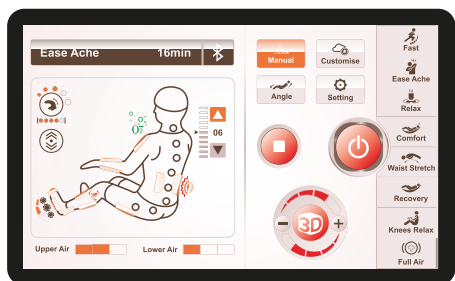 Ease Ache 16min
06
Upper Air
Lower Air
Manual
Customise
Angle
Setting
3D
Fast
Ease Ache
Relax
Comfort
Waist Stretch
Recovery
Knees Relax
Full Air